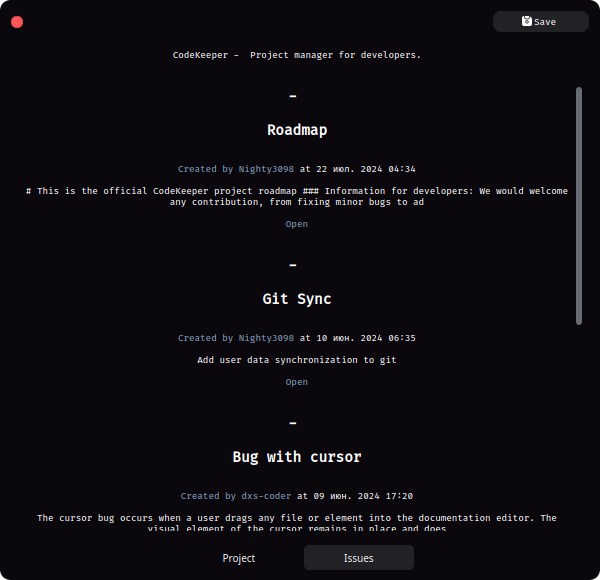 Save
CodeKeeper - Project manager for developers.
-
Roadmap
Created by Nighty3098 at 22 июл. 2024 04:34
# This is the official CodeKeeper project roadmap ### Information for developers: We would welcome
any contribution, from fixing minor bugs to ad
Open
-
Git Sync
Created by Nighty3098 at 10 июн. 2024 06:35
Add user data synchronization to git
Open
-
Bug with cursor
Created by dxs-coder at 09 июн. 2024 17:20
The cursor bug occurs when a user drags any file or element into the documentation editor. The
visual element of the cursor remains in place and does
Project
Issues